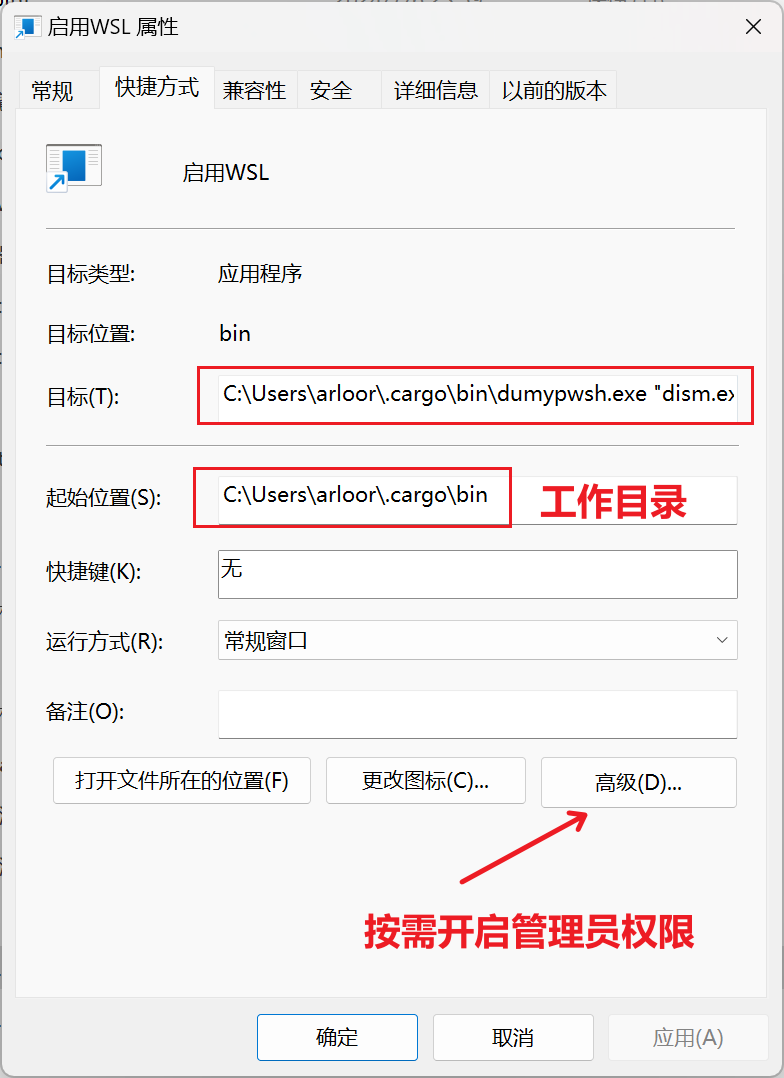 启用WSL 属性
常规 快捷方式 兼容性 安全 详细信息 以前的版本
启用WSL
目标类型: 应用程序
目标位置: bin
目标(T): C:\Users\arloor\.cargo\bin\dumypwsh.exe "dism.ex
起始位置(S): C:\Users\arloor\.cargo\bin 工作目录
快捷键(K): 无
运行方式(R): 常规窗口
备注(O):
打开文件所在的位置(F) 更改图标(C)... 高级(D)...
按需开启管理员权限
确定 取消 应用(A)